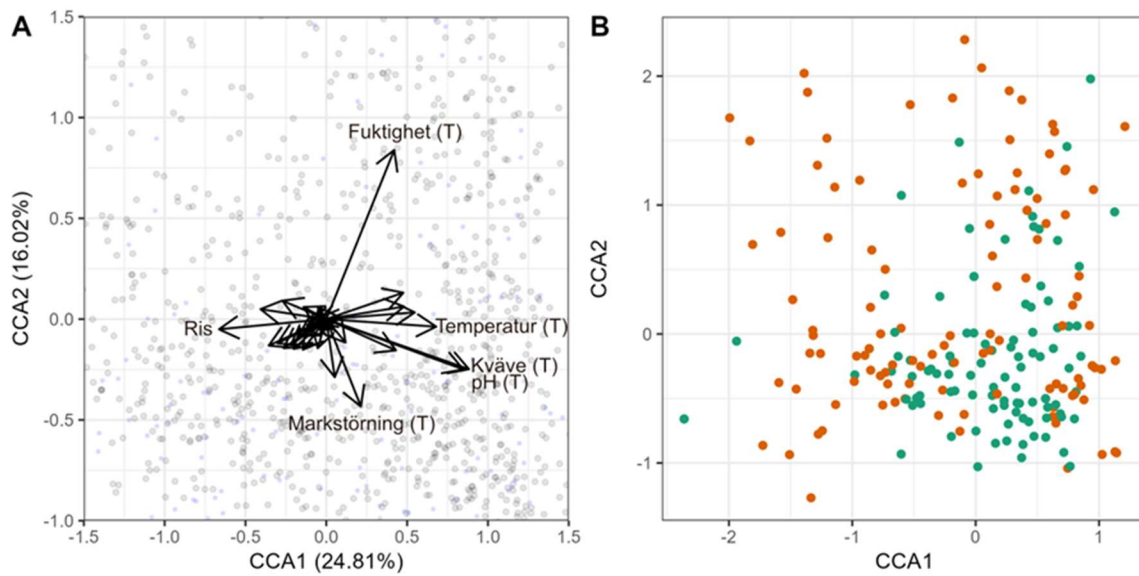 A
1.5
1.0
0.5
0.0
-0.5
-1.0
CCA2 (16.02%)
Fuktighet (T)
Ris
Temperatur (T)
Kväve (T)
pH (T)
Markstörning (T)
-1.5 -1.0 -0.5 0.0 0.5 1.0 1.5
CCA1 (24.81%)
B
2
1
0
-1
CCA2
-2 -1 0 1
CCA1